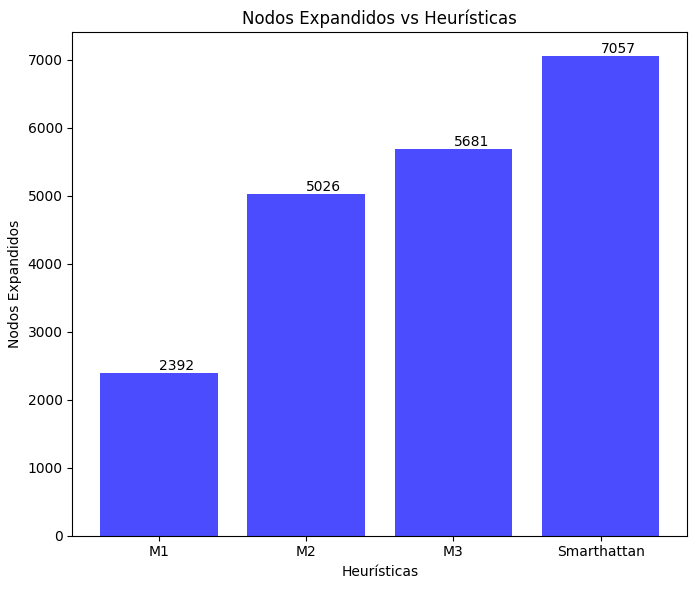 Nodos Expandidos vs Heurísticas
Nodos Expandidos
7000
6000
5000
4000
3000
2000
1000
0
2392
5026
5681
7057
M1
M2
M3
Smarthattan
Heurísticas